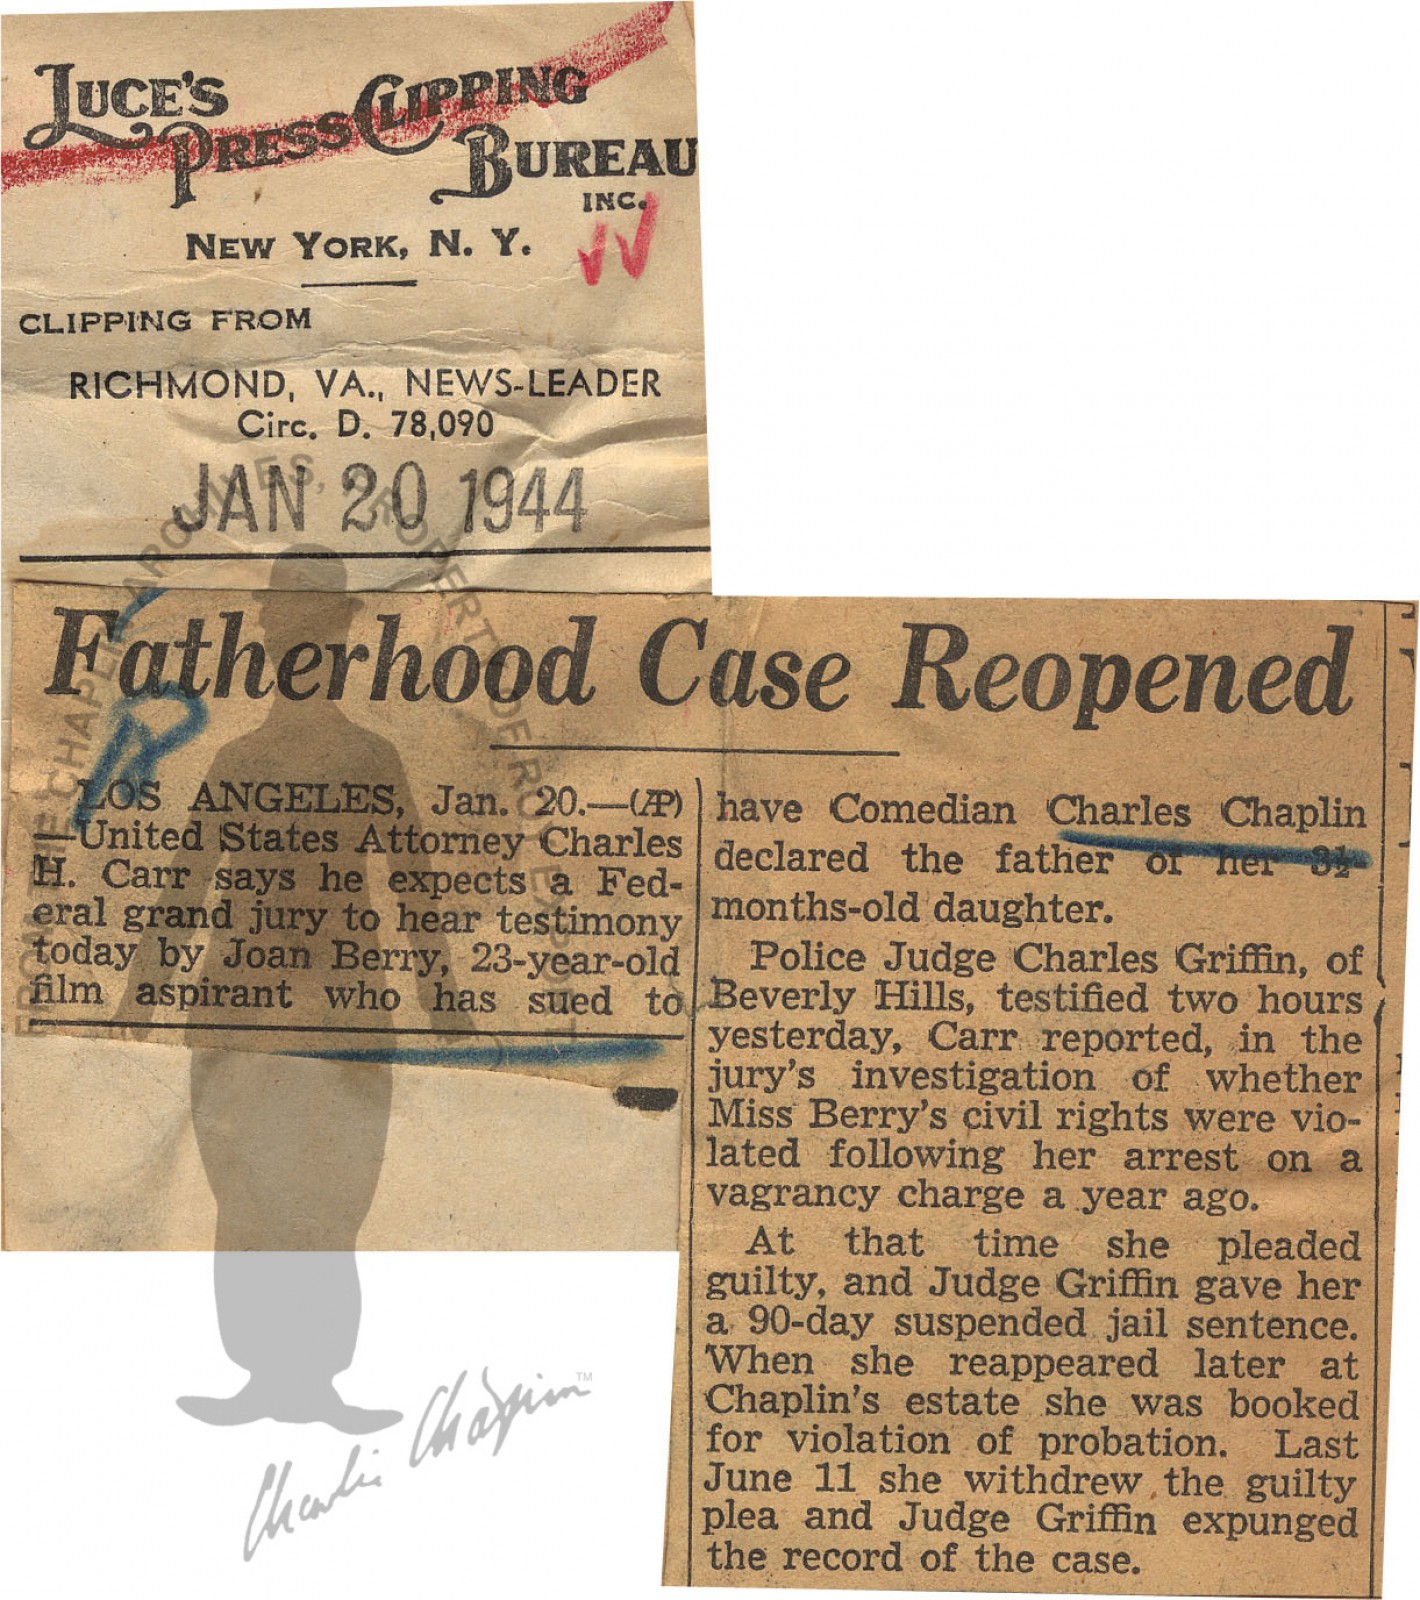 LUCE'S
PRESS CLIPPING
BUREAU
INC.
NEW YORK, N. Y.
CLIPPING FROM
RICHMOND, VA., NEWS-LEADER
Circ. D. 78,090
JAN 20 1944
Fatherhood Case Reopened
LOS ANGELES, Jan. 20.—(AP)
—United States Attorney Charles
H. Carr says he expects a Fed-
eral grand jury to hear testimony
today by Joan Berry, 23-year-old
film aspirant who has sued to
have Comedian Charles Chaplin
declared the father of her 3½
months-old daughter.
Police Judge Charles Griffin, of
Beverly Hills, testified two hours
yesterday, Carr reported, in the
jury's investigation of whether
Miss Berry's civil rights were vio-
lated following her arrest on a
vagrancy charge a year ago.
At that time she pleaded
guilty, and Judge Griffin gave her
a 90-day suspended jail sentence.
When she reappeared later at
Chaplin's estate she was booked
for violation of probation. Last
June 11 she withdrew the guilty
plea and Judge Griffin expunged
the record of the case.
FROM THE CHAPLIN ARCHIVES, PROPERTY OF ROY EXPORT
Charlie Chaplin™